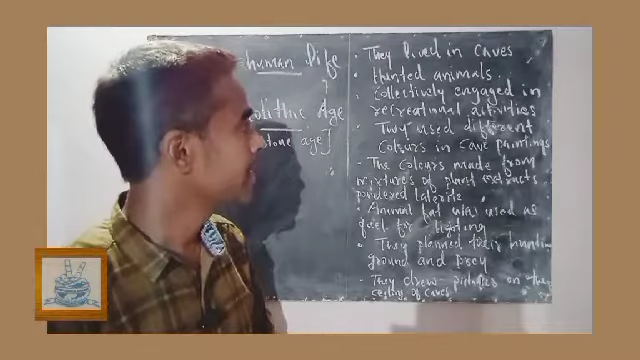 human life
olithic Age
tone age]
• They lived in caves
• Hunted animals.
• Collectively engaged in
recreational activities
• They used different
colours in cave paintings
- The colours made from
mixtures of plant extracts
powdered laterite
• Animal fat was used as
fuel for lighting
• They planned their hunting
ground and prey
- They drew pictures on the
ceiling of caves